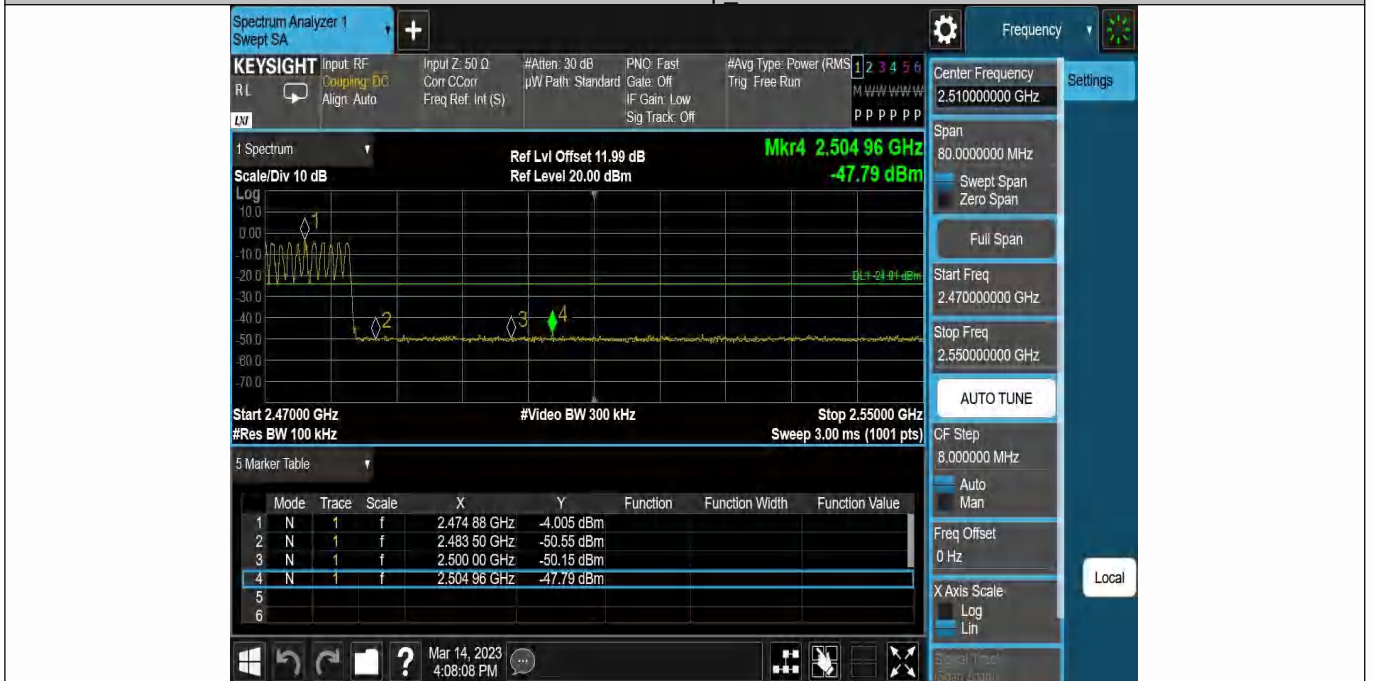 Spectrum Analyzer 1
Swept SA
+
Frequency
KEYSIGHT
RL
LXI
Input: RF
Coupling: DC
Align: Auto
Input Z: 50 Ω
Corr CCorr
Freq Ref: Int (S)
#Atten: 30 dB
µW Path: Standard
PNO: Fast
Gate: Off
IF Gain: Low
Sig Track: Off
#Avg Type: Power (RMS
Trig: Free Run
1 2 3 4 5 6
M W W W W W
P P P P P P
1 Spectrum
Scale/Div 10 dB
Ref Lvl Offset 11.99 dB
Ref Level 20.00 dBm
Mkr4 2.504 96 GHz
-47.79 dBm
Log
10.0
0.00
-10.0
-20.0
-30.0
-40.0
-50.0
-60.0
-70.0
1
2
3
4
DL1 -24.01 dBm
Start 2.47000 GHz
#Video BW 300 kHz
Stop 2.55000 GHz
#Res BW 100 kHz
Sweep 3.00 ms (1001 pts)
5 Marker Table
Mode Trace Scale X Y Function Function Width Function Value
1 N 1 f 2.474 88 GHz -4.005 dBm
2 N 1 f 2.483 50 GHz -50.55 dBm
3 N 1 f 2.500 00 GHz -50.15 dBm
4 N 1 f 2.504 96 GHz -47.79 dBm
5
6
?
Mar 14, 2023
4:08:08 PM
Center Frequency
2.510000000 GHz
Settings
Span
80.0000000 MHz
Swept Span
Zero Span
Full Span
Start Freq
2.470000000 GHz
Stop Freq
2.550000000 GHz
AUTO TUNE
CF Step
8.000000 MHz
Auto
Man
Freq Offset
0 Hz
X Axis Scale
Log
Lin
Local
Signal Track
(Span Zoom)